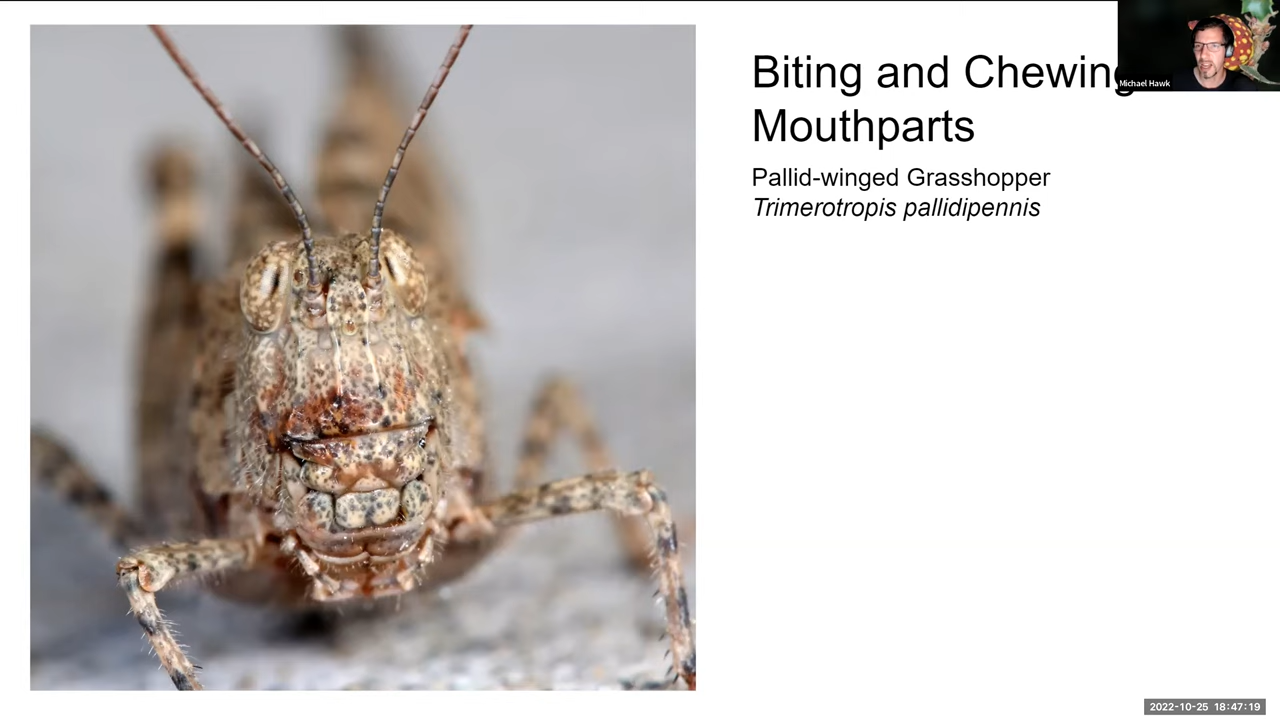 Biting and Chewing
Mouthparts
Pallid-winged Grasshopper
Trimerotropis pallidipennis
Michael Hawk
2022-10-25 18:47:19